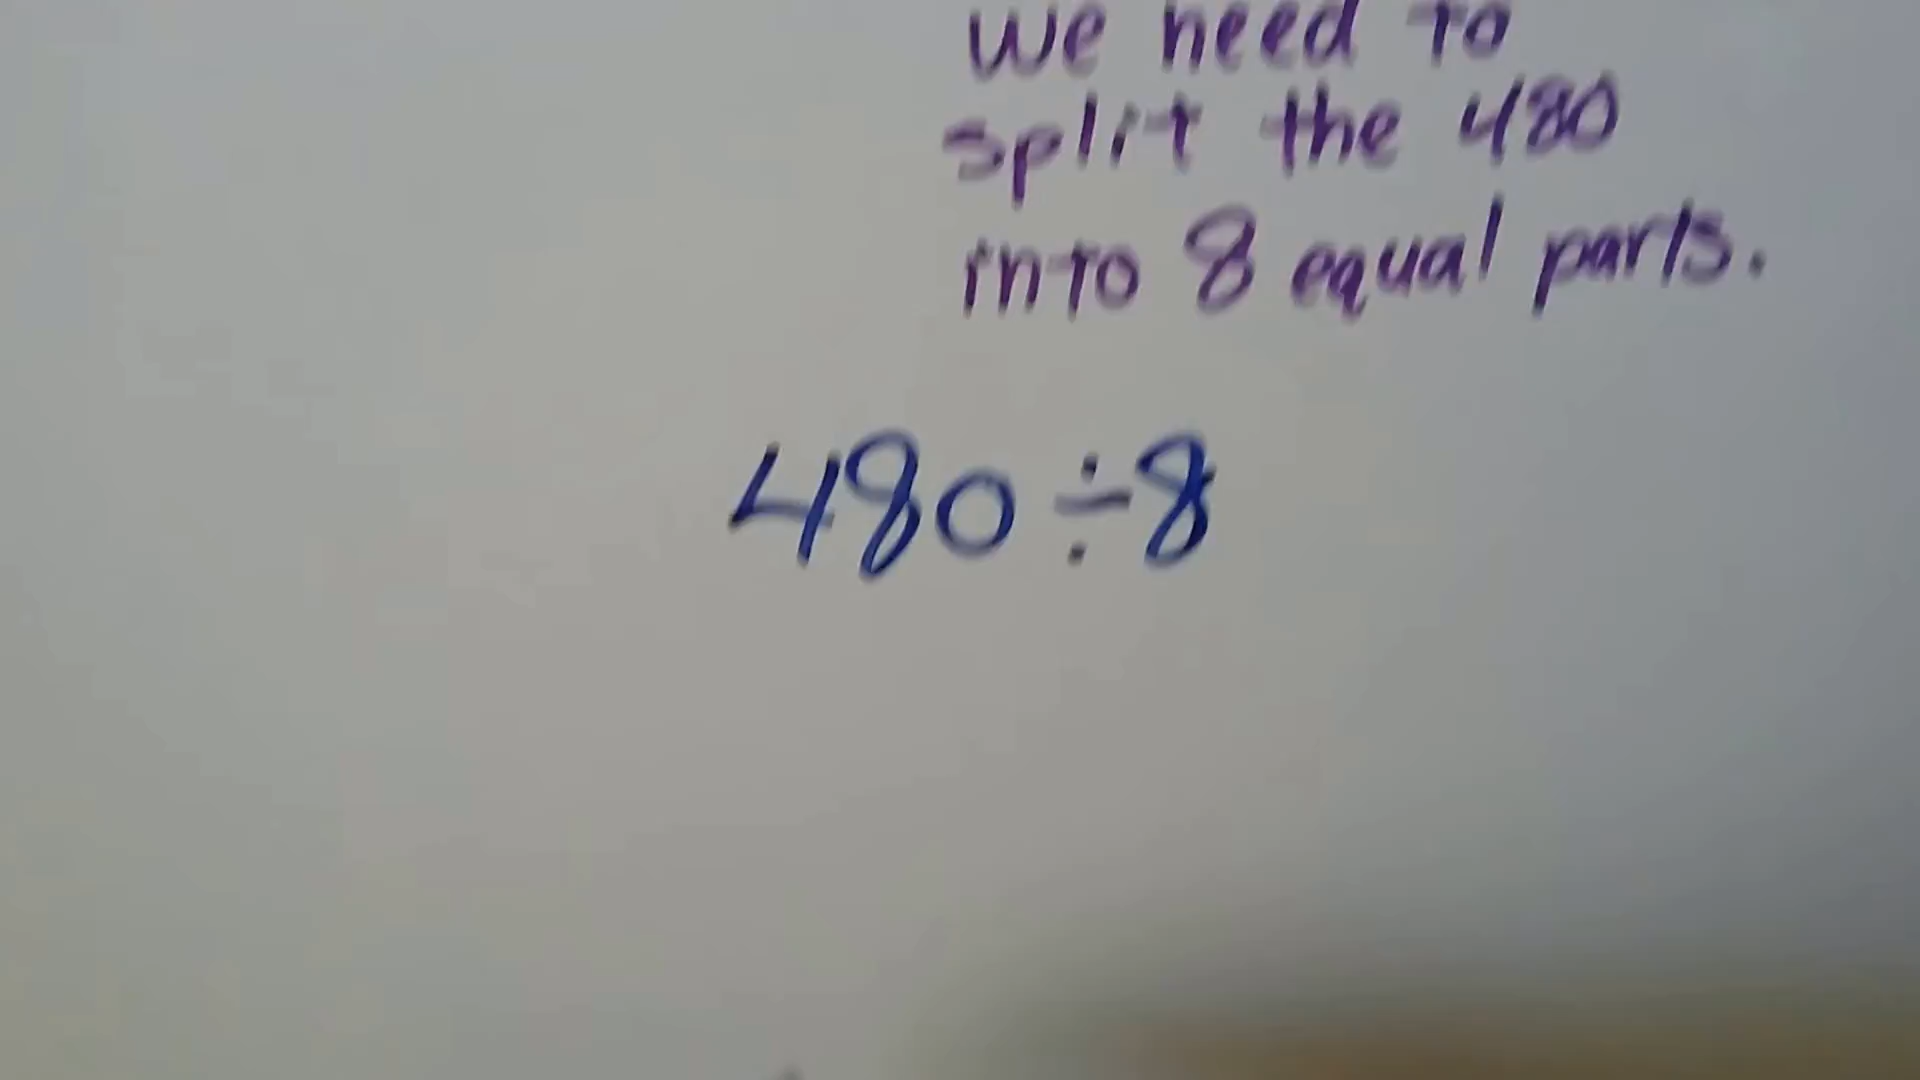 We need to
split the 480
into 8 equal parts.
480 ÷ 8